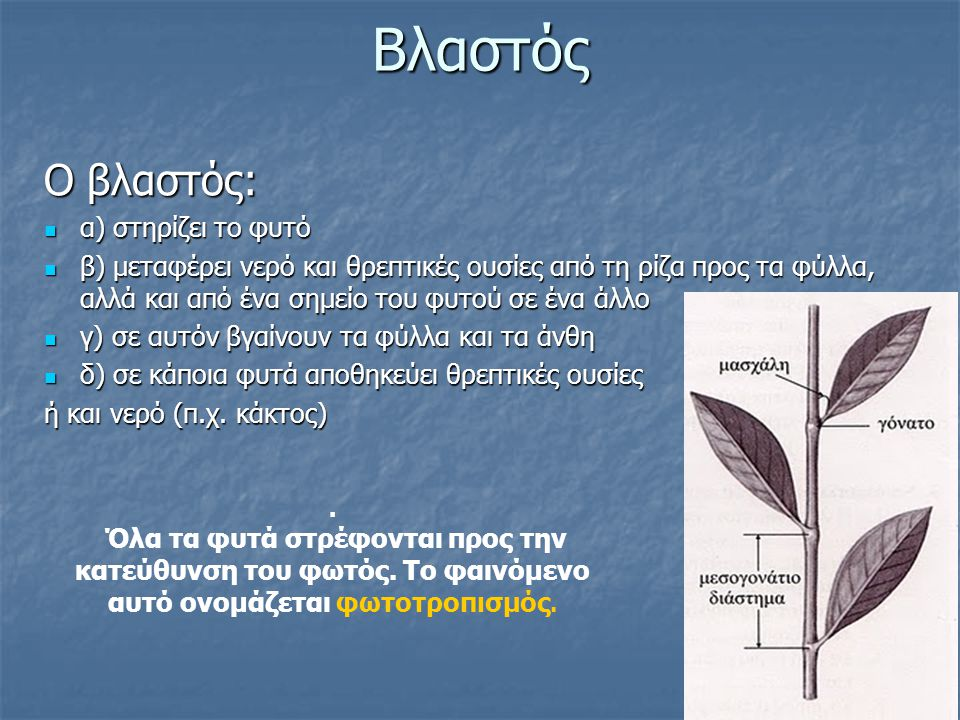 Βλαστός
Ο βλαστός:
α) στηρίζει το φυτό
β) μεταφέρει νερό και θρεπτικές ουσίες από τη ρίζα προς τα φύλλα,
αλλά και από ένα σημείο του φυτού σε ένα άλλο
γ) σε αυτόν βγαίνουν τα φύλλα και τα άνθη
δ) σε κάποια φυτά αποθηκεύει θρεπτικές ουσίες
ή και νερό (π.χ. κάκτος)
.
Όλα τα φυτά στρέφονται προς την
κατεύθυνση του φωτός. Το φαινόμενο
αυτό ονομάζεται φωτοτροπισμός.
μασχάλη
γόνατο
μεσογονάτιο
διάστημα